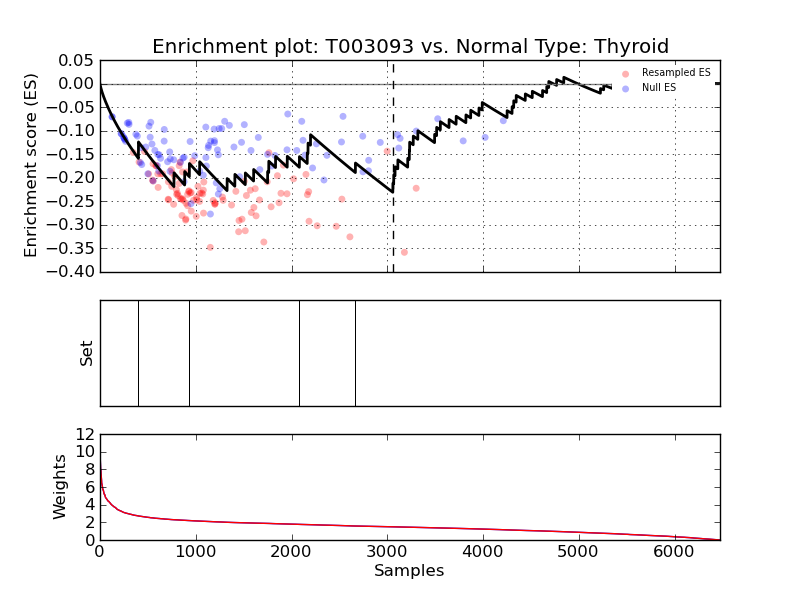 Enrichment plot: T003093 vs. Normal Type: Thyroid
Enrichment score (ES)
0.05
0.00
−0.05
−0.10
−0.15
−0.20
−0.25
−0.30
−0.35
−0.40
Resampled ES
Null ES
Set
Weights
12
10
8
6
4
2
0
0 1000 2000 3000 4000 5000 6000
Samples